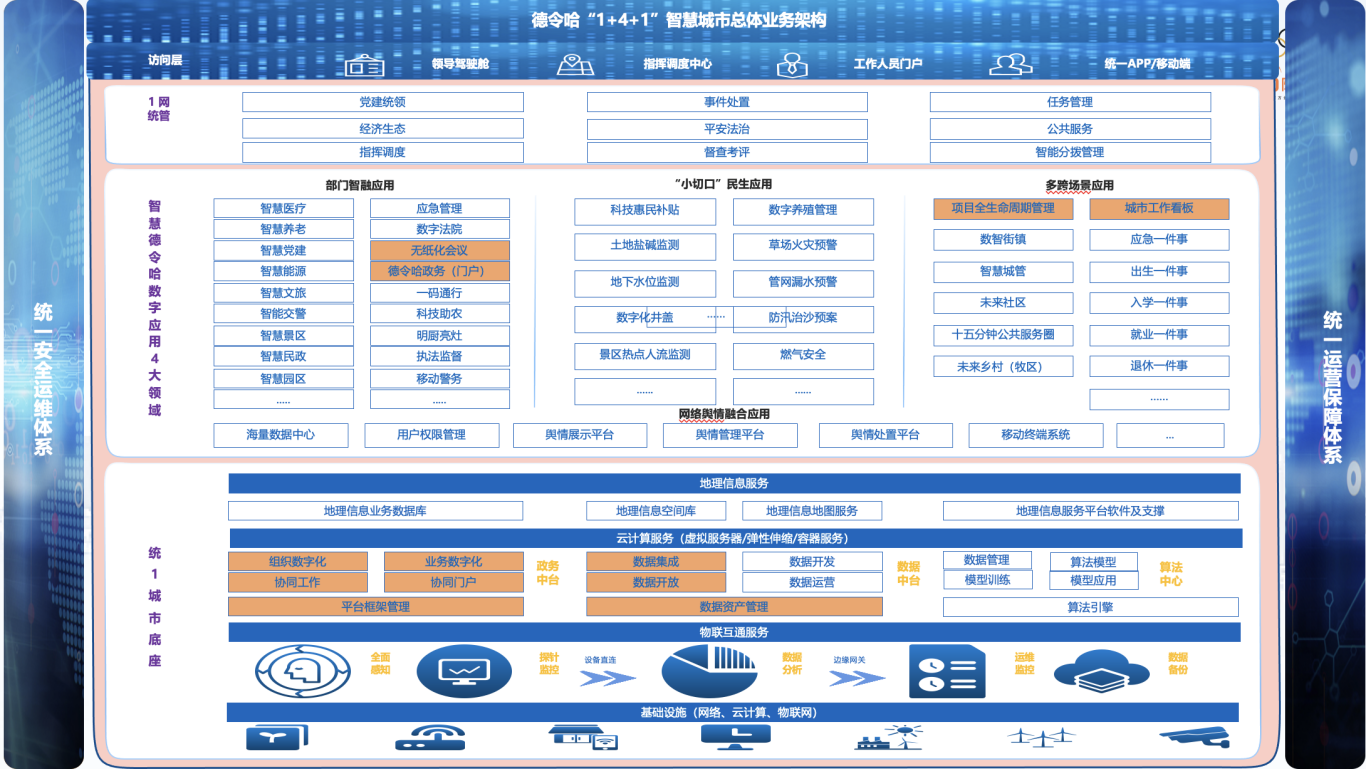 德令哈“1+4+1”智慧城市总体业务架构
访问层
领导驾驶舱
指挥调度中心
工作人员门户
统一APP/移动端
1 网
统管
党建统领
事件处置
任务管理
经济生态
平安法治
公共服务
指挥调度
督查考评
智能分拨管理
智慧德令哈数字应用4大领域
部门智融应用
智慧医疗
应急管理
智慧养老
数字法院
智慧党建
无纸化会议
智慧能源
德令哈政务（门户）
智慧文旅
一码通行
智能交警
科技助农
智慧景区
明厨亮灶
智慧民政
执法监督
智慧园区
移动警务
.....
.....
“小切口”民生应用
科技惠民补贴
数字养殖管理
土地盐碱监测
草场火灾预警
地下水位监测
管网漏水预警
数字化井盖
......
防汛治沙预案
景区热点人流监测
燃气安全
......
......
多跨场景应用
项目全生命周期管理
城市工作看板
数智街镇
应急一件事
智慧城管
出生一件事
未来社区
入学一件事
十五分钟公共服务圈
就业一件事
未来乡村（牧区）
退休一件事
......
网络舆情融合应用
海量数据中心
用户权限管理
舆情展示平台
舆情管理平台
舆情处置平台
移动终端系统
...
统1城市底座
地理信息服务
地理信息业务数据库
地理信息空间库
地理信息地图服务
地理信息服务平台软件及支撑
云计算服务（虚拟服务器/弹性伸缩/容器服务）
组织数字化
业务数字化
协同工作
协同门户
平台框架管理
政务
中台
数据集成
数据开发
数据开放
数据运营
数据资产管理
数据
中台
数据管理
算法模型
模型训练
模型应用
算法引擎
算法
中心
物联互通服务
全面
感知
探针
监控
设备直连
数据
分析
边缘网关
运维
监控
数据
备份
基础设施（网络、云计算、物联网）
统一安全运维体系
统一运营保障体系